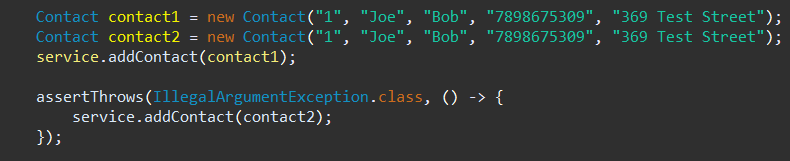 Contact contact1 = new Contact("1", "Joe", "Bob", "7898675309", "369 Test Street");
Contact contact2 = new Contact("1", "Joe", "Bob", "7898675309", "369 Test Street");
service.addContact(contact1);
assertThrows(IllegalArgumentException.class, () -> {
    service.addContact(contact2);
});